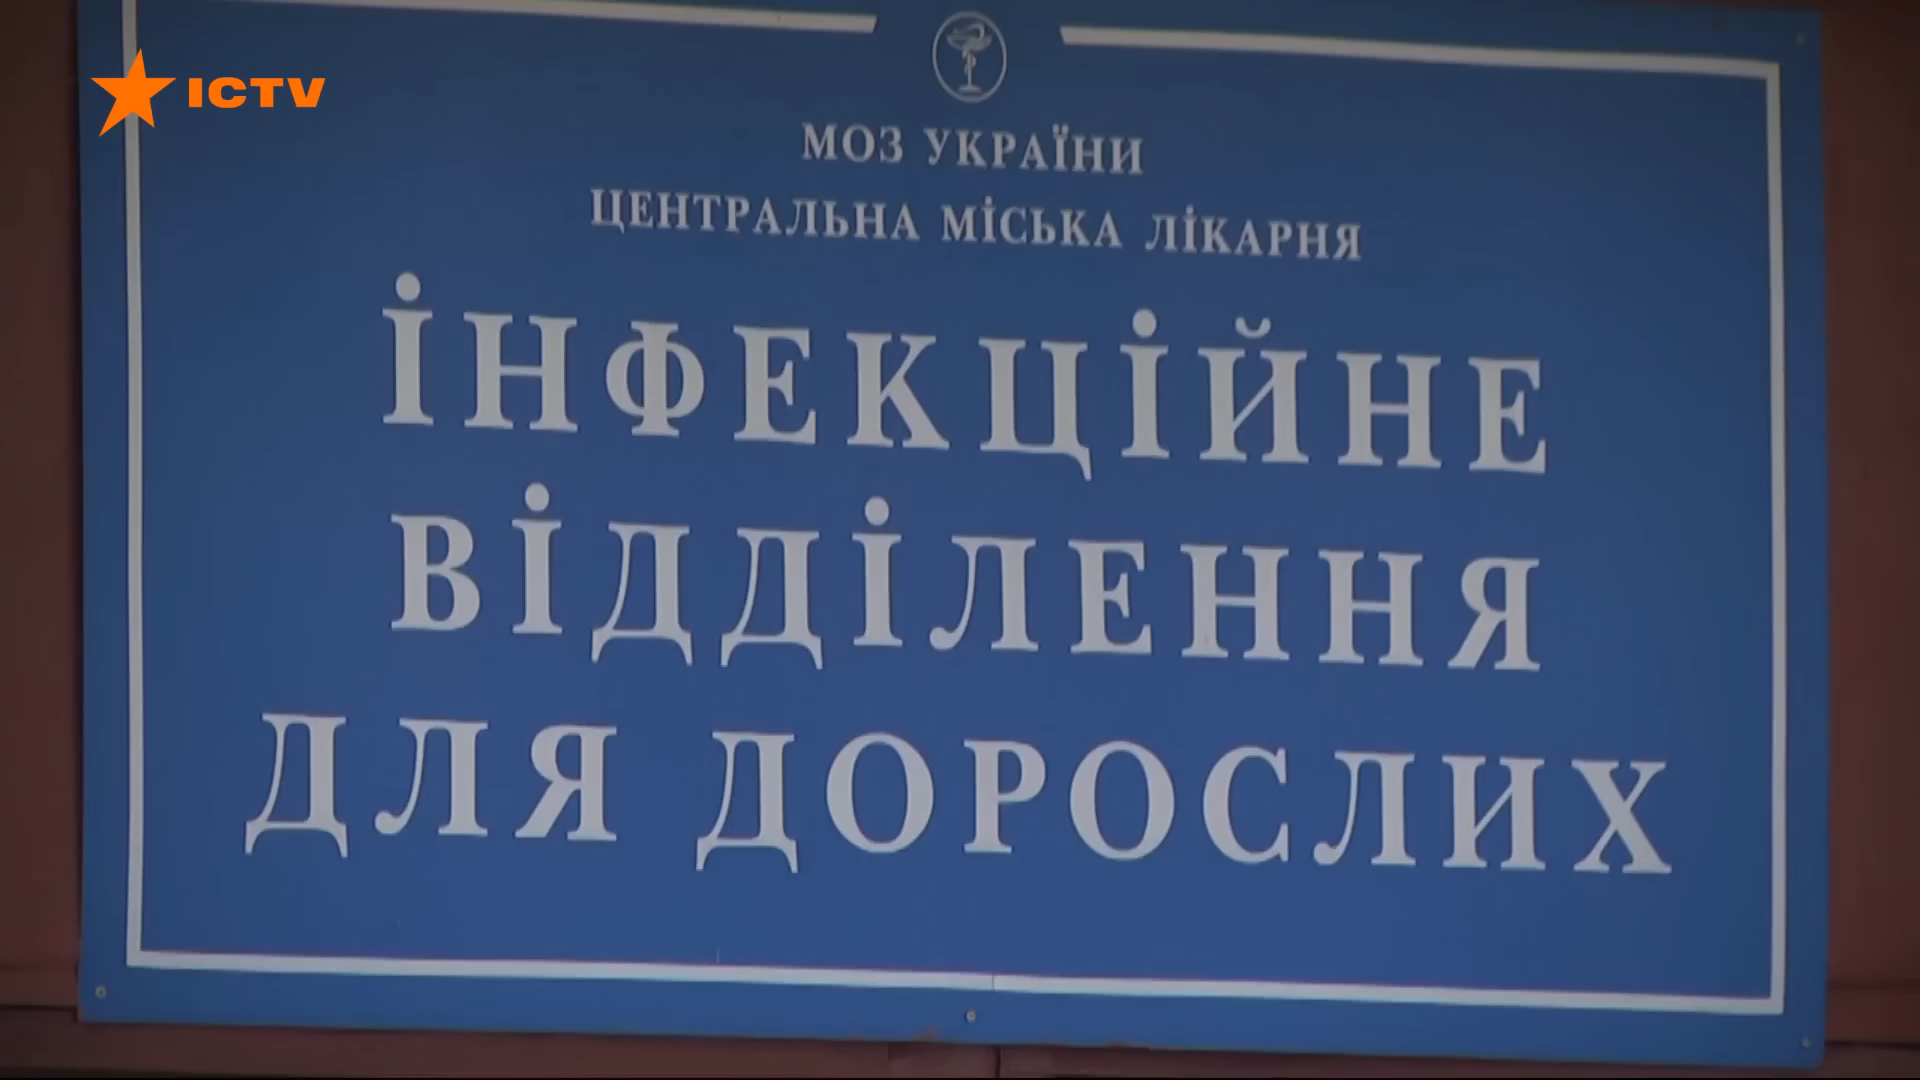 ICTV
МОЗ УКРАЇНИ
ЦЕНТРАЛЬНА МІСЬКА ЛІКАРНЯ
ІНФЕКЦІЙНЕ
ВІДДІЛЕННЯ
ДЛЯ ДОРОСЛИХ